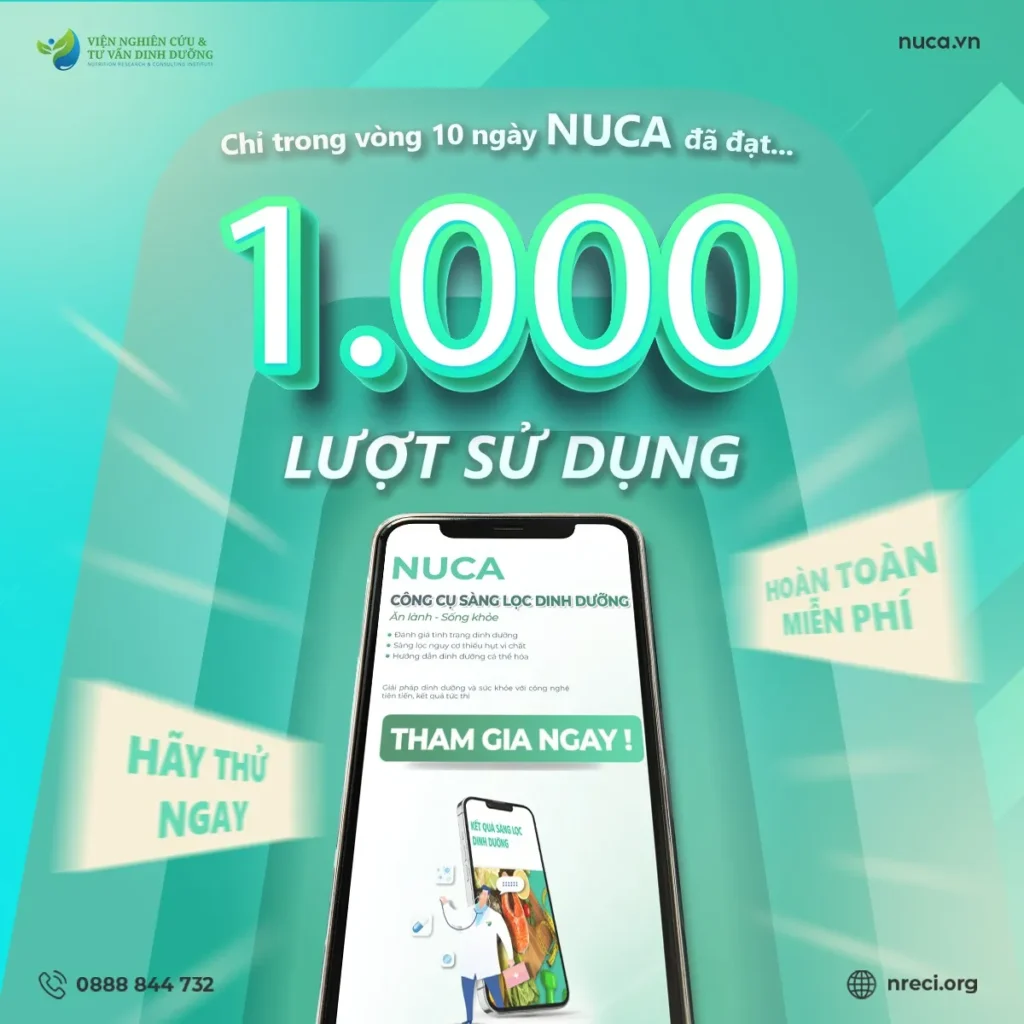 VIỆN NGHIÊN CỨU &
TƯ VẤN DINH DƯỠNG
NUTRITION RESEARCH & CONSULTING INSTITUTE
nuca.vn
Chỉ trong vòng 10 ngày NUCA đã đạt...
1.000
LƯỢT SỬ DỤNG
NUCA
CÔNG CỤ SÀNG LỌC DINH DƯỠNG
Ăn lành - Sống khỏe
Đánh giá tình trạng dinh dưỡng
Sàng lọc nguy cơ thiếu hụt vi chất
Hướng dẫn dinh dưỡng cá thể hóa
Giải pháp dinh dưỡng và sức khỏe với công nghệ
tiên tiến, kết quả tức thì
THAM GIA NGAY !
HOÀN TOÀN
MIỄN PHÍ
HÃY THỬ
NGAY
KẾT QUẢ SÀNG LỌC
DINH DƯỠNG
0888 844 732
nreci.org